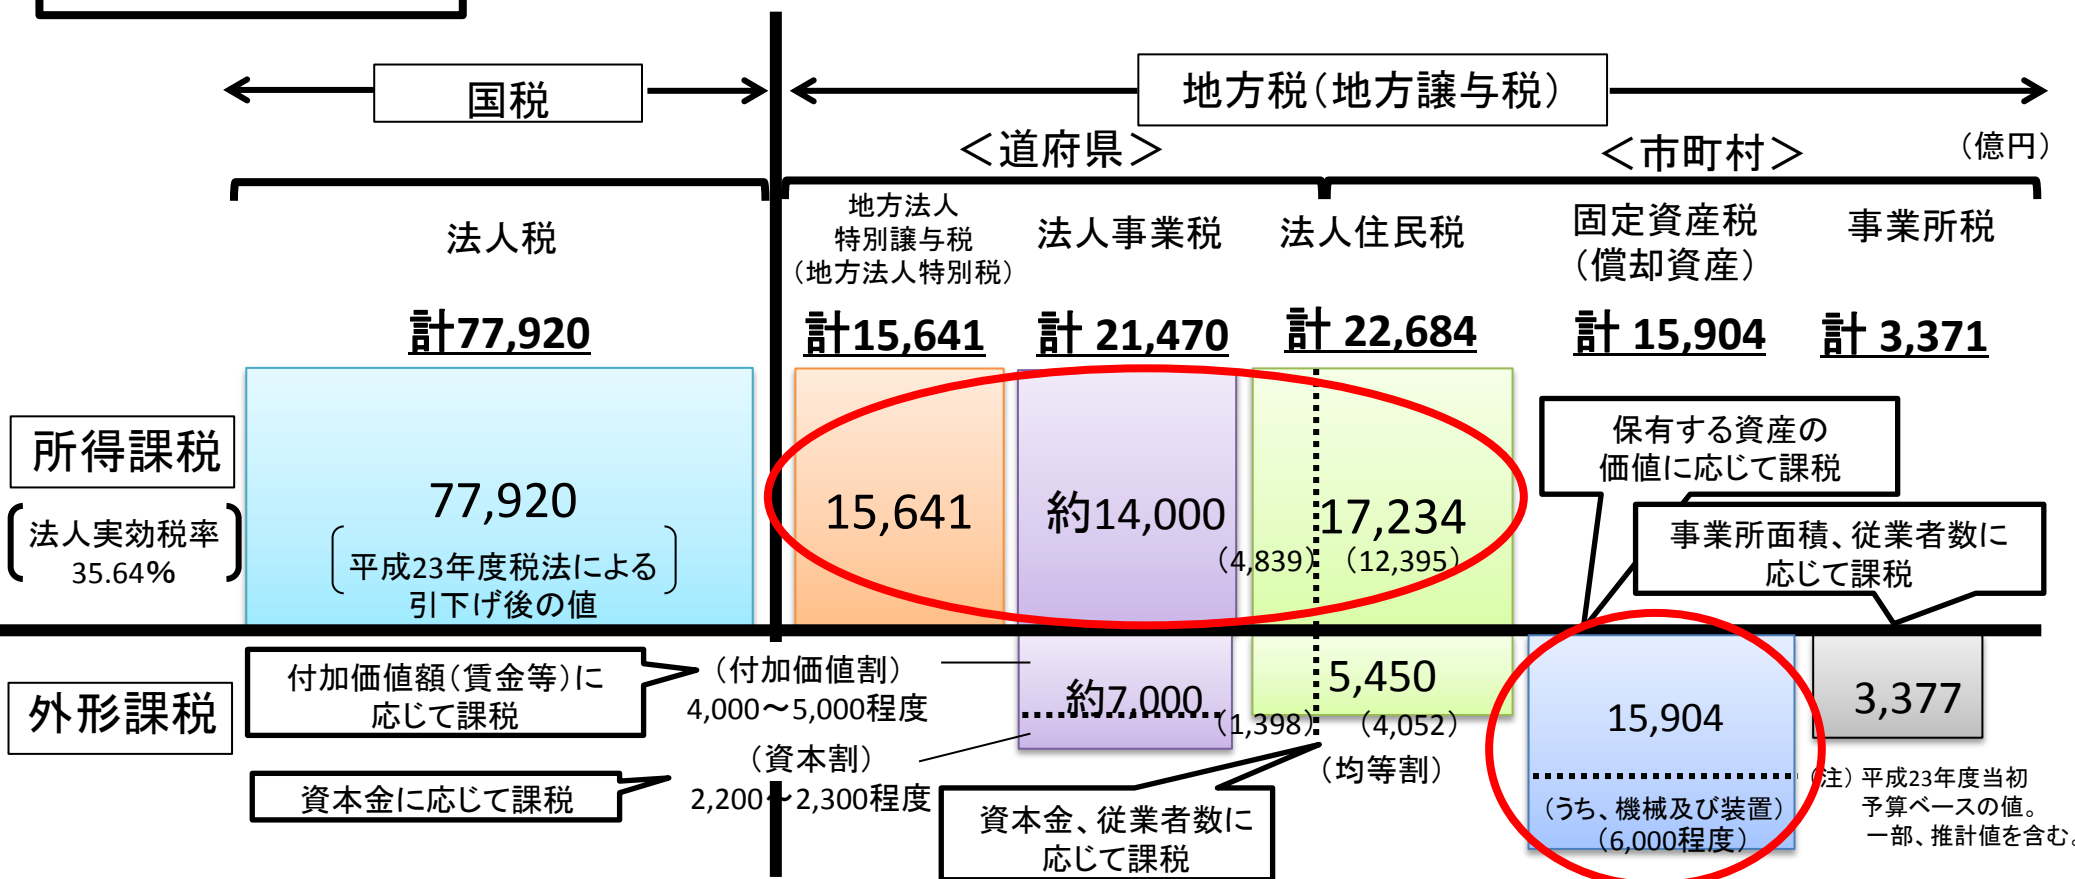 国税
地方税（地方譲与税）
＜道府県＞
＜市町村＞
（億円）
法人税
地方法人
特別譲与税
（地方法人特別税）
法人事業税
法人住民税
固定資産税
（償却資産）
事業所税
計77,920
計15,641
計 21,470
計 22,684
計 15,904
計 3,371
所得課税
法人実効税率
35.64%
77,920
平成23年度税法による
引下げ後の値
15,641
約14,000
17,234
（4,839）
（12,395）
保有する資産の
価値に応じて課税
事業所面積、従業者数に
応じて課税
外形課税
付加価値額（賃金等）に
応じて課税
（付加価値割）
4,000～5,000程度
約7,000
5,450
（1,398）
（4,052）
（均等割）
資本金に応じて課税
（資本割）
2,200～2,300程度
資本金、従業者数に
応じて課税
15,904
（うち、機械及び装置）
（6,000程度）
3,377
（注）平成23年度当初
予算ベースの値。
一部、推計値を含む。